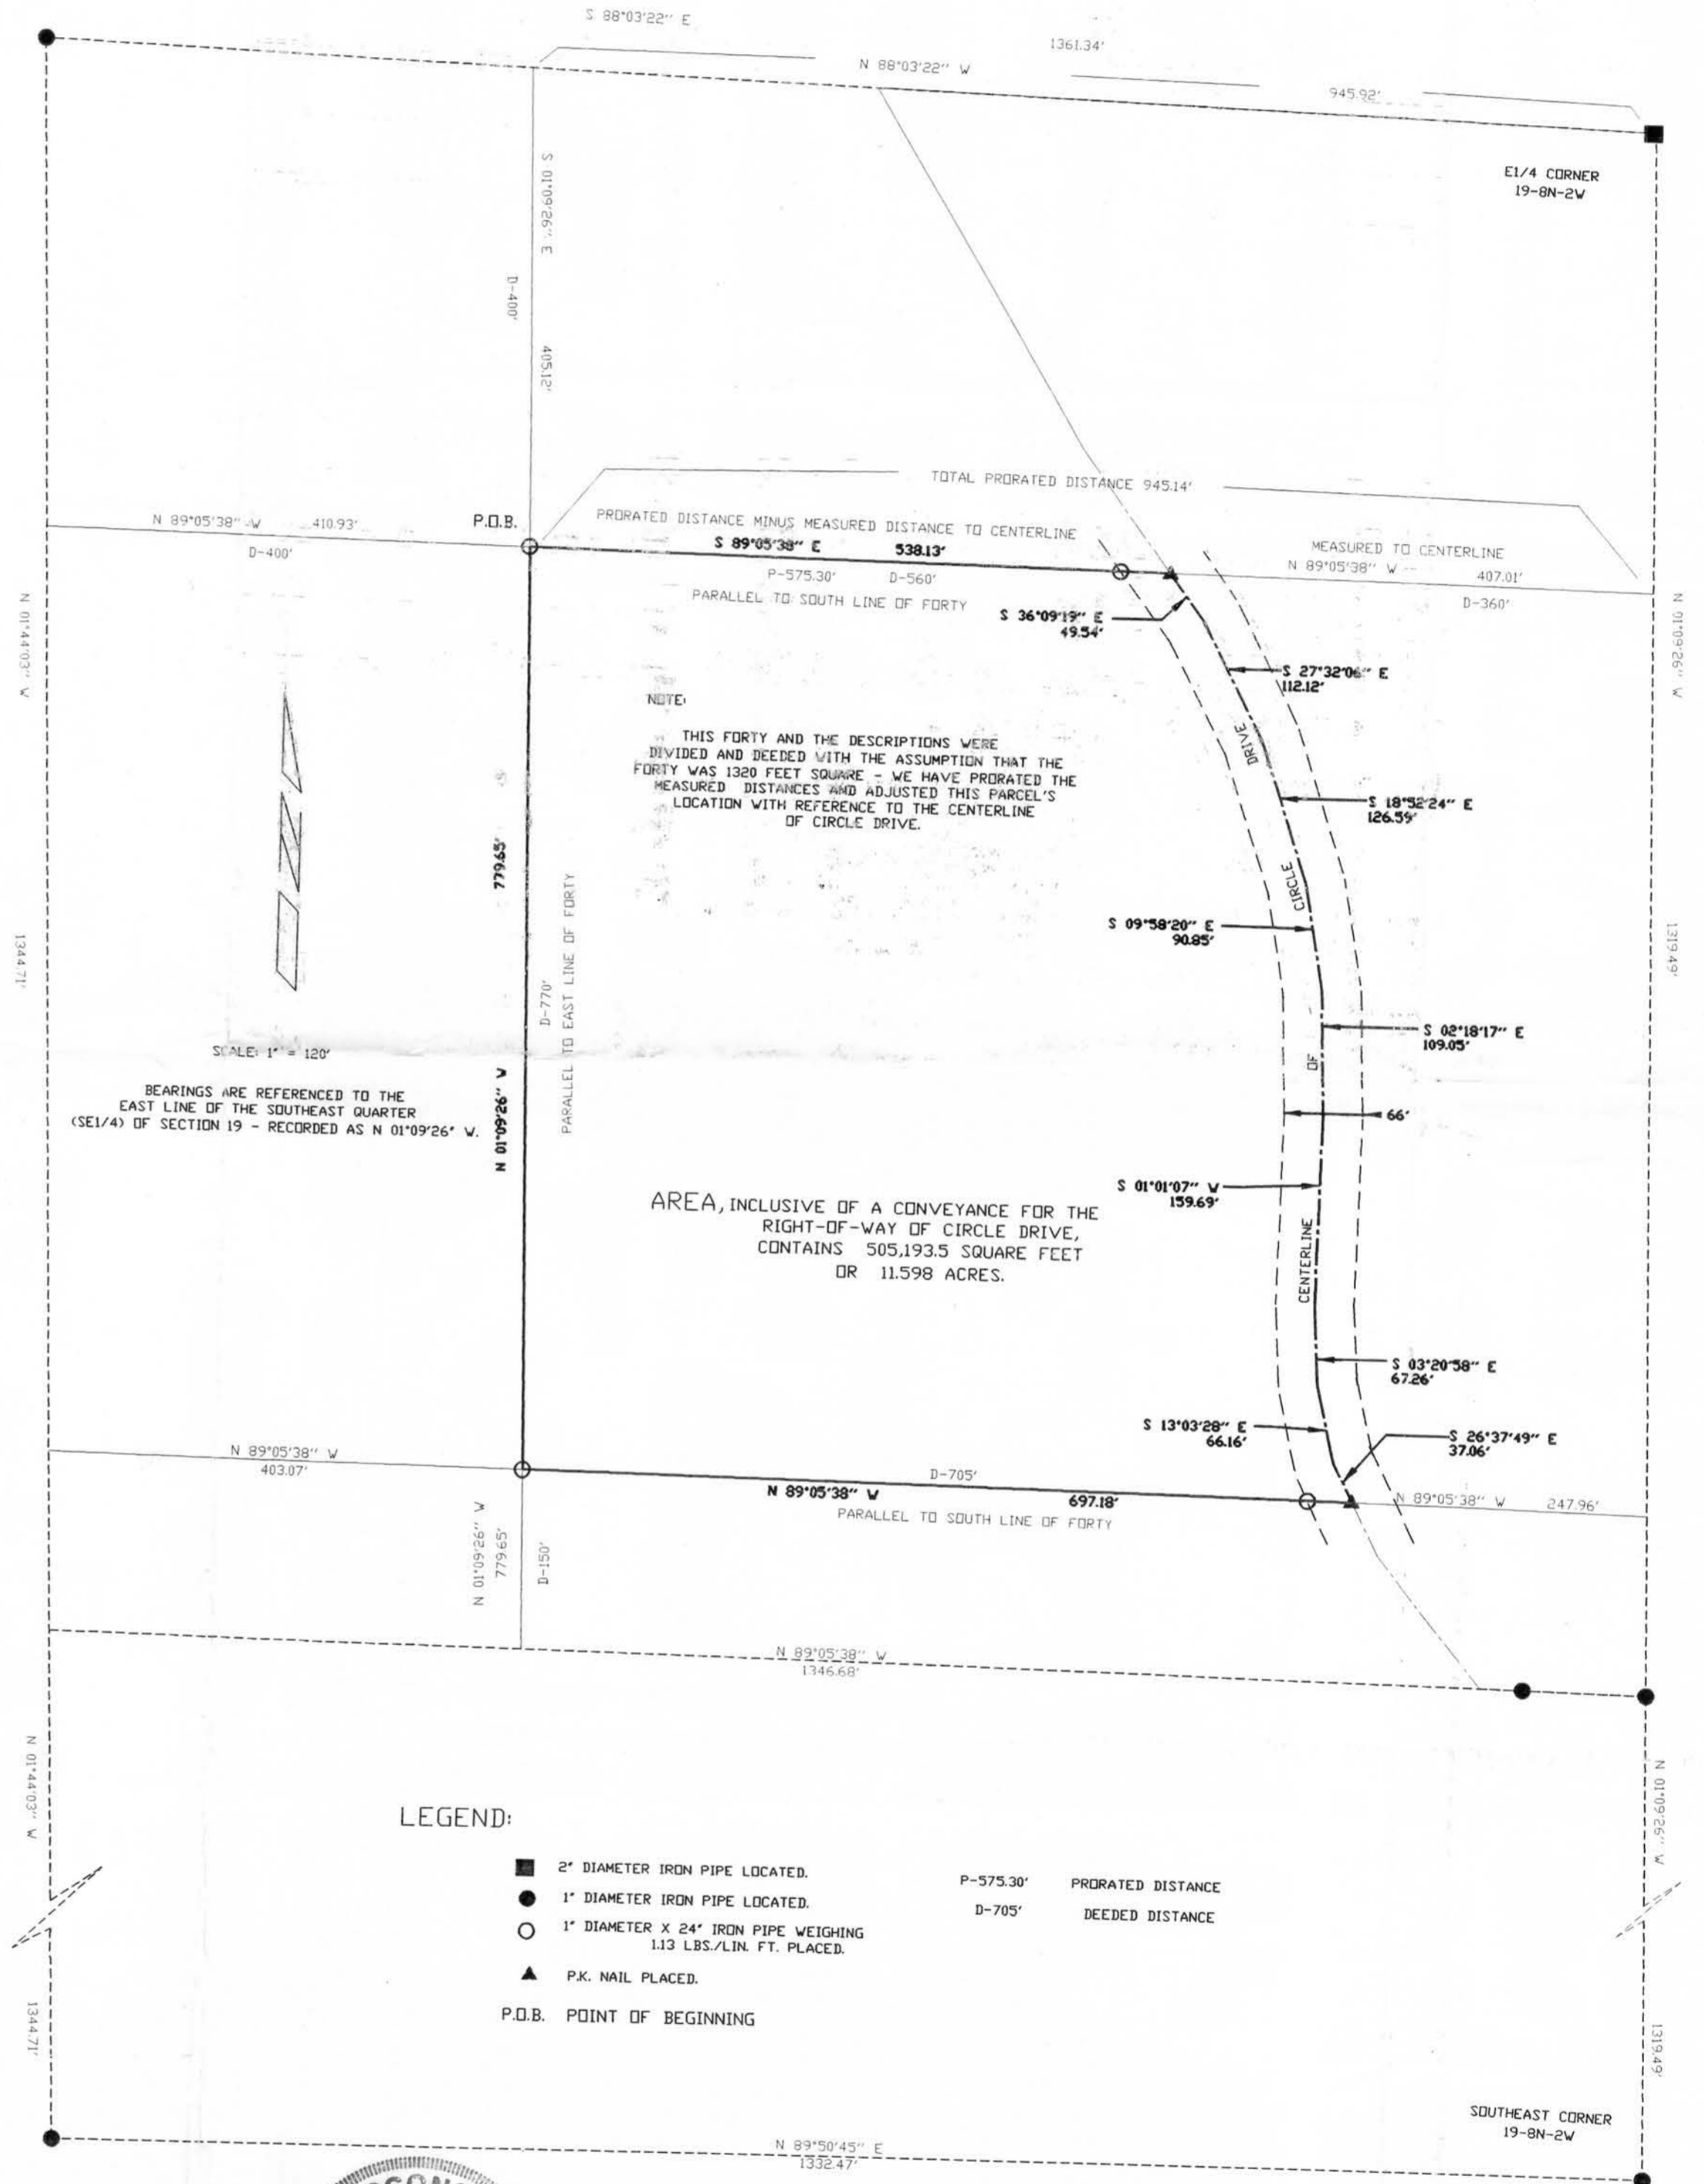 S 88°03'22" E
1361.34'
N 88°03'22" W
945.92'
E1/4 CORNER
19-8N-2W
S 01°09'26" E
D-400'
405.12'
TOTAL PRORATED DISTANCE 945.14'
N 89°05'38" W 410.93'
D-400'
P.O.B.
PRORATED DISTANCE MINUS MEASURED DISTANCE TO CENTERLINE
S 89°05'38" E 538.13'
P-575.30' D-560'
PARALLEL TO SOUTH LINE OF FORTY
MEASURED TO CENTERLINE
N 89°05'38" W 407.01'
D-360'
N 01°44'03" W
1344.71'
N 01°09'26" W
1319.49'
S 36°09'19" E
49.54'
S 27°32'06" E
112.12'
NOTE:
THIS FORTY AND THE DESCRIPTIONS WERE
DIVIDED AND DEEDED WITH THE ASSUMPTION THAT THE
FORTY WAS 1320 FEET SQUARE - WE HAVE PRORATED THE
MEASURED DISTANCES AND ADJUSTED THIS PARCEL'S
LOCATION WITH REFERENCE TO THE CENTERLINE
OF CIRCLE DRIVE.
S 18°52'24" E
126.59'
S 09°58'20" E
90.85'
S 02°18'17" E
109.05'
66'
S 01°01'07" W
159.69'
CENTERLINE OF CIRCLE DRIVE
779.65'
N 01°09'26" W
D-770'
PARALLEL TO EAST LINE OF FORTY
SCALE: 1" = 120'
BEARINGS ARE REFERENCED TO THE
EAST LINE OF THE SOUTHEAST QUARTER
(SE1/4) OF SECTION 19 - RECORDED AS N 01°09'26" W.
AREA, INCLUSIVE OF A CONVEYANCE FOR THE
RIGHT-OF-WAY OF CIRCLE DRIVE,
CONTAINS 505,193.5 SQUARE FEET
OR 11.598 ACRES.
S 03°20'58" E
67.26'
S 13°03'28" E
66.16'
S 26°37'49" E
37.06'
N 89°05'38" W
403.07'
D-705'
N 89°05'38" W 697.18'
PARALLEL TO SOUTH LINE OF FORTY
N 89°05'38" W 247.96'
N 01°09'26" W
779.65'
D-150'
N 89°05'38" W
1346.68'
N 01°44'03" W
N 01°09'26" W
LEGEND:
2" DIAMETER IRON PIPE LOCATED.
1" DIAMETER IRON PIPE LOCATED.
1" DIAMETER X 24" IRON PIPE WEIGHING
1.13 LBS./LIN. FT. PLACED.
P.K. NAIL PLACED.
P.O.B. POINT OF BEGINNING
P-575.30' PRORATED DISTANCE
D-705' DEEDED DISTANCE
1344.71'
1319.49'
SOUTHEAST CORNER
19-8N-2W
N 89°50'45" E
1332.47'